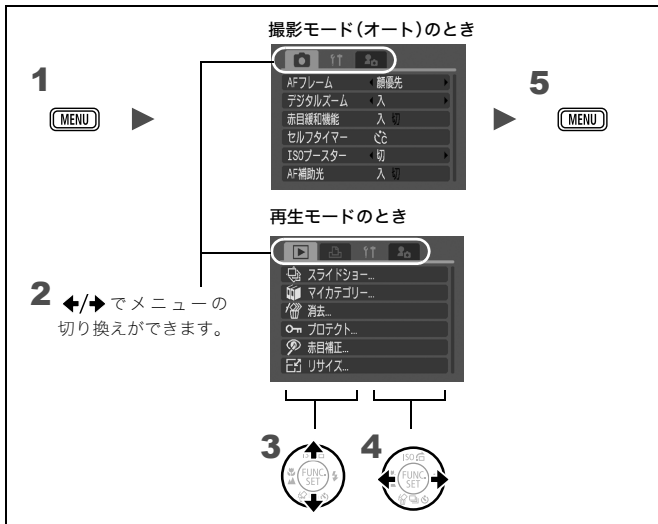 撮影モード（オート）のとき
1
MENU
AFフレーム 顔優先
デジタルズーム 入
赤目緩和機能 入 切
セルフタイマー
ISOブースター 切
AF補助光 入 切
5
MENU
再生モードのとき
2 でメニューの
切り換えができます。
スライドショー...
マイカテゴリー...
消去...
プロテクト...
赤目補正...
リサイズ...
3
FUNC.
SET
4
ISO
FUNC.
SET